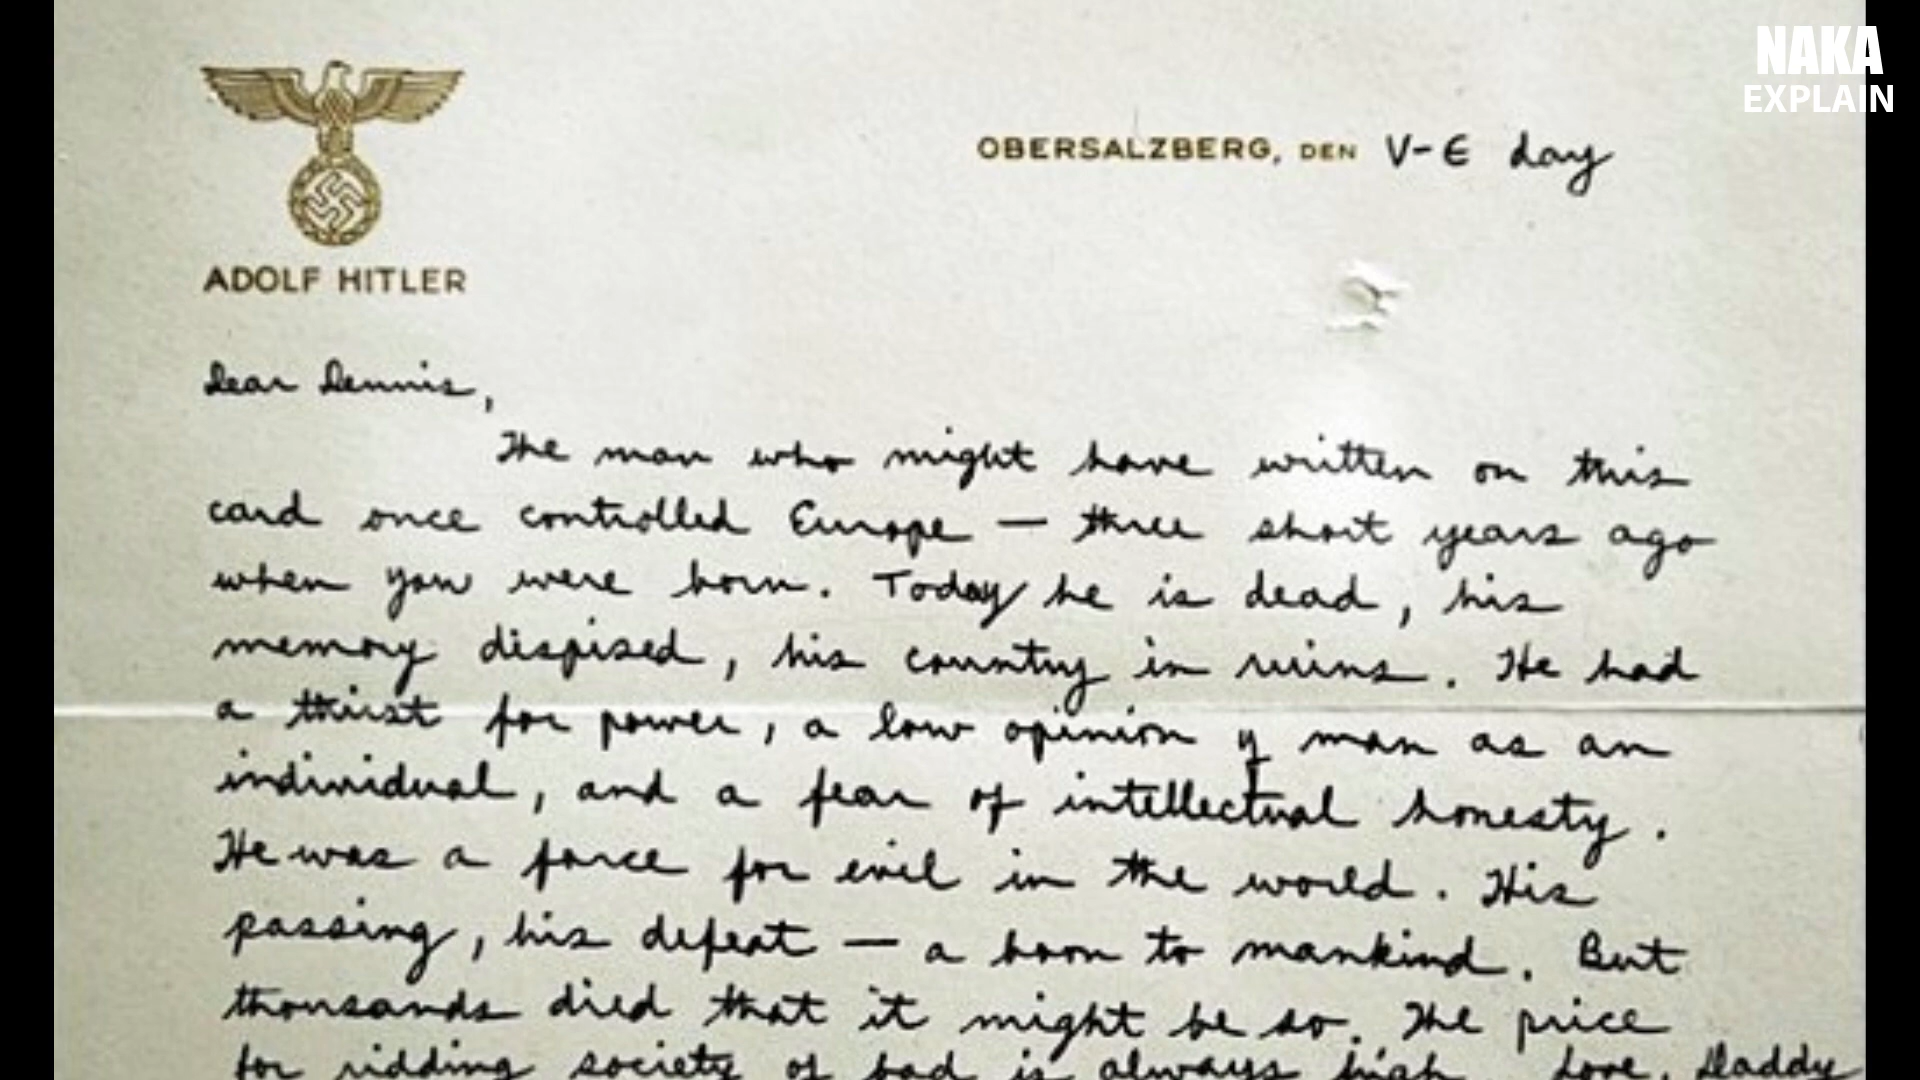 NAKA
EXPLAIN
OBERSALZBERG, DEN V-E day
ADOLF HITLER
Dear Dennis,
The man who might have written on this
card once controlled Europe — three short years ago
when you were born. Today he is dead, his
memory dispised, his country in ruins. He had
a thirst for power, a low opinion of man as an
individual, and a fear of intellectual honesty.
He was a force for evil in the world. His
passing, his defeat — a boon to mankind. But
thousands died that it might be so. The price
for ridding society of bad is always high. Love, Daddy